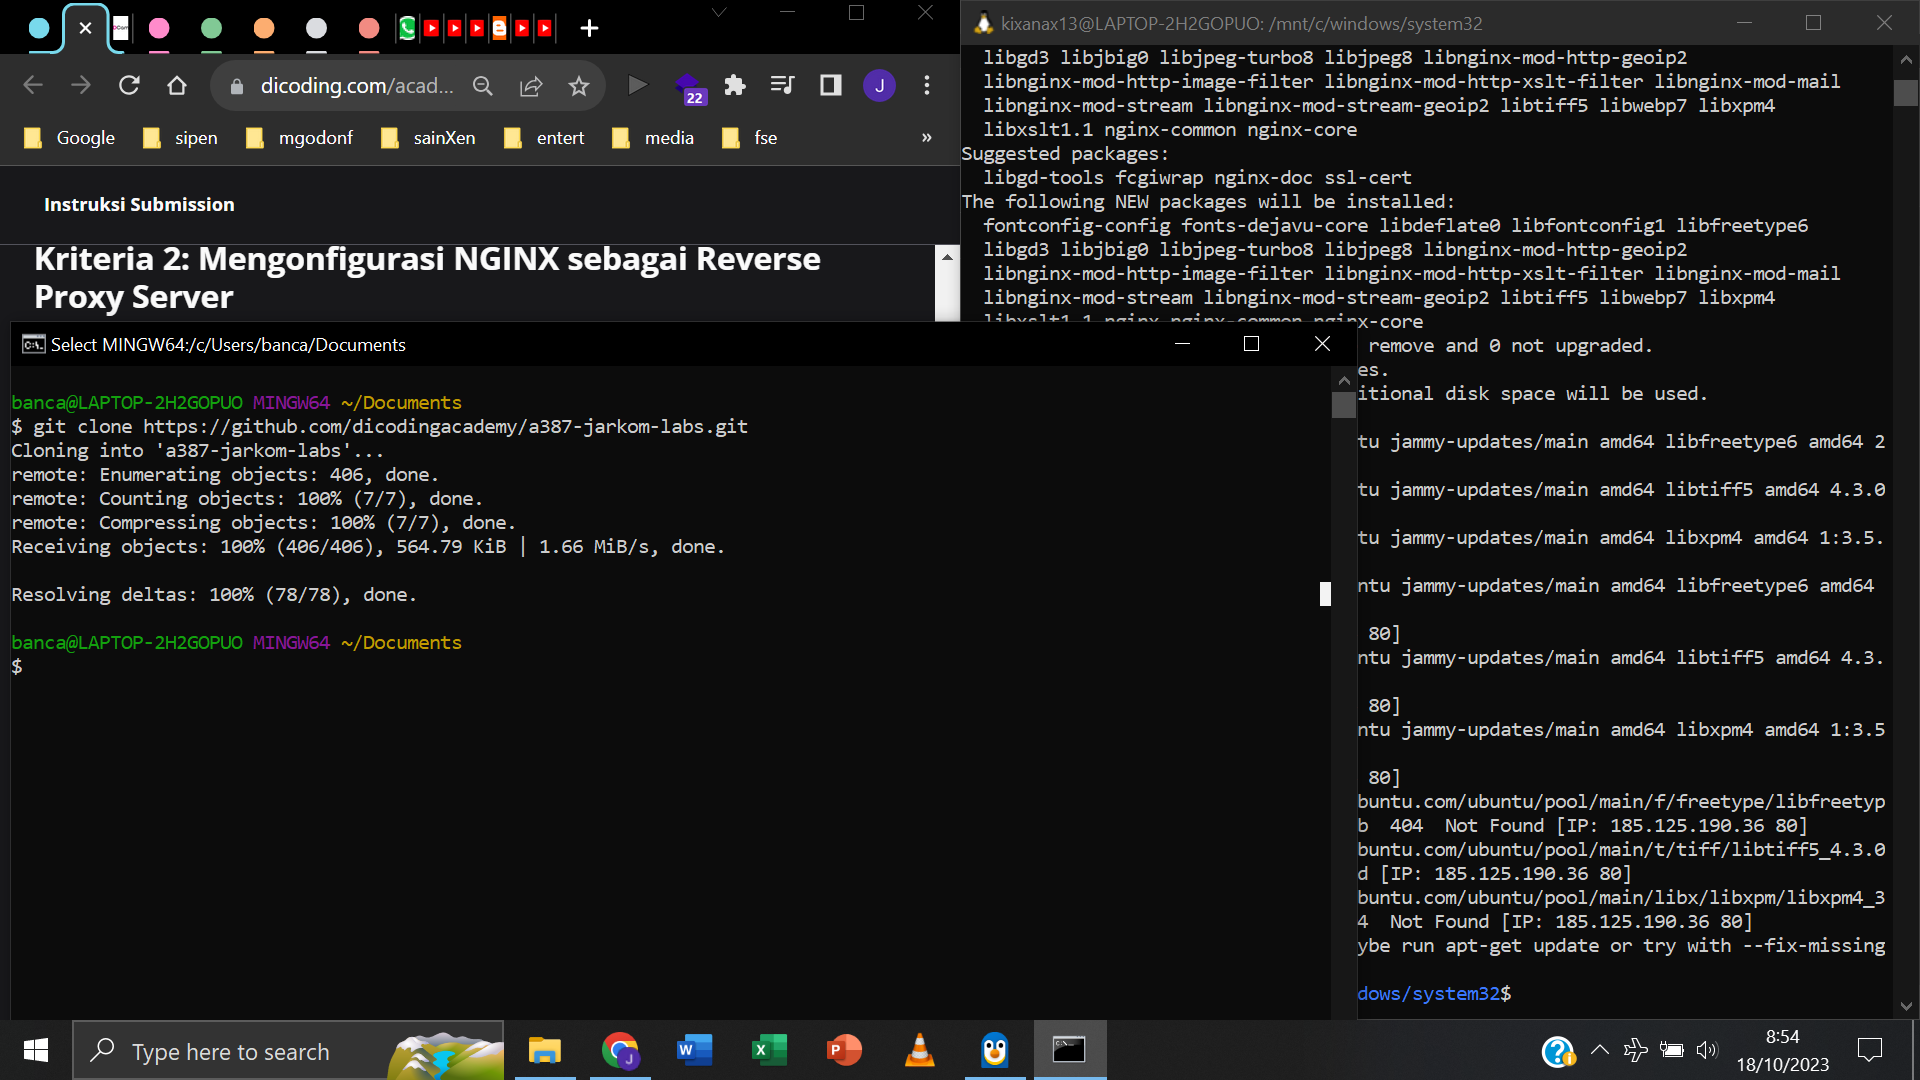 22
J
dicoding.com/acad...
Google
sipen
mgodonf
sainXen
entert
media
fse
»
Instruksi Submission
Kriteria 2: Mengonfigurasi NGINX sebagai Reverse
Proxy Server
kixanax13@LAPTOP-2H2GOPUO: /mnt/c/windows/system32
libgd3 libjbig0 libjpeg-turbo8 libjpeg8 libnginx-mod-http-geoip2
libnginx-mod-http-image-filter libnginx-mod-http-xslt-filter libnginx-mod-mail
libnginx-mod-stream libnginx-mod-stream-geoip2 libtiff5 libwebp7 libxpm4
libxslt1.1 nginx-common nginx-core
Suggested packages:
libgd-tools fcgiwrap nginx-doc ssl-cert
The following NEW packages will be installed:
fontconfig-config fonts-dejavu-core libdeflate0 libfontconfig1 libfreetype6
libgd3 libjbig0 libjpeg-turbo8 libjpeg8 libnginx-mod-http-geoip2
libnginx-mod-http-image-filter libnginx-mod-http-xslt-filter libnginx-mod-mail
libnginx-mod-stream libnginx-mod-stream-geoip2 libtiff5 libwebp7 libxpm4
libxslt1.1 nginx nginx-common nginx-core
remove and 0 not upgraded.
es.
itional disk space will be used.
tu jammy-updates/main amd64 libfreetype6 amd64 2
tu jammy-updates/main amd64 libtiff5 amd64 4.3.0
tu jammy-updates/main amd64 libxpm4 amd64 1:3.5.
ntu jammy-updates/main amd64 libfreetype6 amd64
80]
ntu jammy-updates/main amd64 libtiff5 amd64 4.3.
80]
ntu jammy-updates/main amd64 libxpm4 amd64 1:3.5
80]
buntu.com/ubuntu/pool/main/f/freetype/libfreetyp
b  404  Not Found [IP: 185.125.190.36 80]
buntu.com/ubuntu/pool/main/t/tiff/libtiff5_4.3.0
d [IP: 185.125.190.36 80]
buntu.com/ubuntu/pool/main/libx/libxpm/libxpm4_3
4  Not Found [IP: 185.125.190.36 80]
ybe run apt-get update or try with --fix-missing
dows/system32$
Select MINGW64:/c/Users/banca/Documents
banca@LAPTOP-2H2GOPUO MINGW64 ~/Documents
$ git clone https://github.com/dicodingacademy/a387-jarkom-labs.git
Cloning into 'a387-jarkom-labs'...
remote: Enumerating objects: 406, done.
remote: Counting objects: 100% (7/7), done.
remote: Compressing objects: 100% (7/7), done.
Receiving objects: 100% (406/406), 564.79 KiB | 1.66 MiB/s, done.
Resolving deltas: 100% (78/78), done.
banca@LAPTOP-2H2GOPUO MINGW64 ~/Documents
$
Type here to search
8:54
18/10/2023